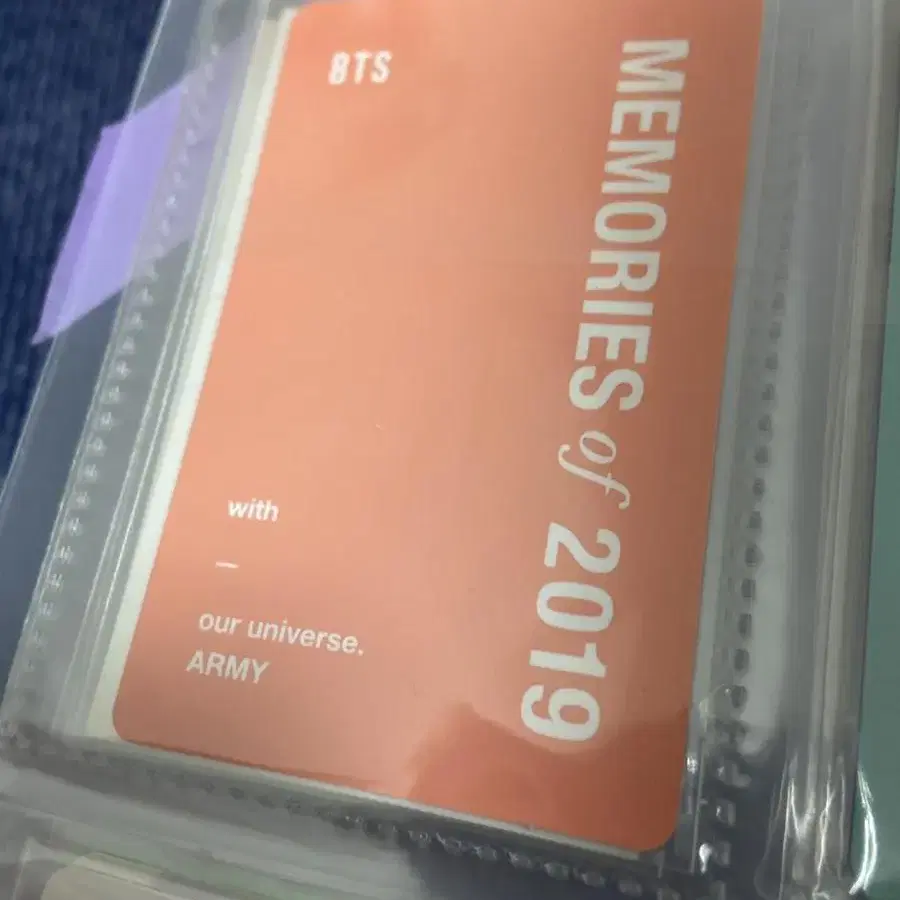 BTS
MEMORIES of 2019
with
—
our universe.
ARMY